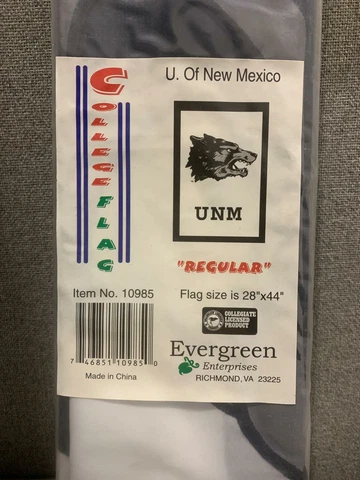 COLLEGE FLAG
U. Of New Mexico
UNM
"REGULAR"
Item No. 10985
Flag size is 28"x44"
COLLEGIATE
LICENSED
PRODUCT
7 46851 10985 0
Made in China
Evergreen
Enterprises
RICHMOND, VA 23225